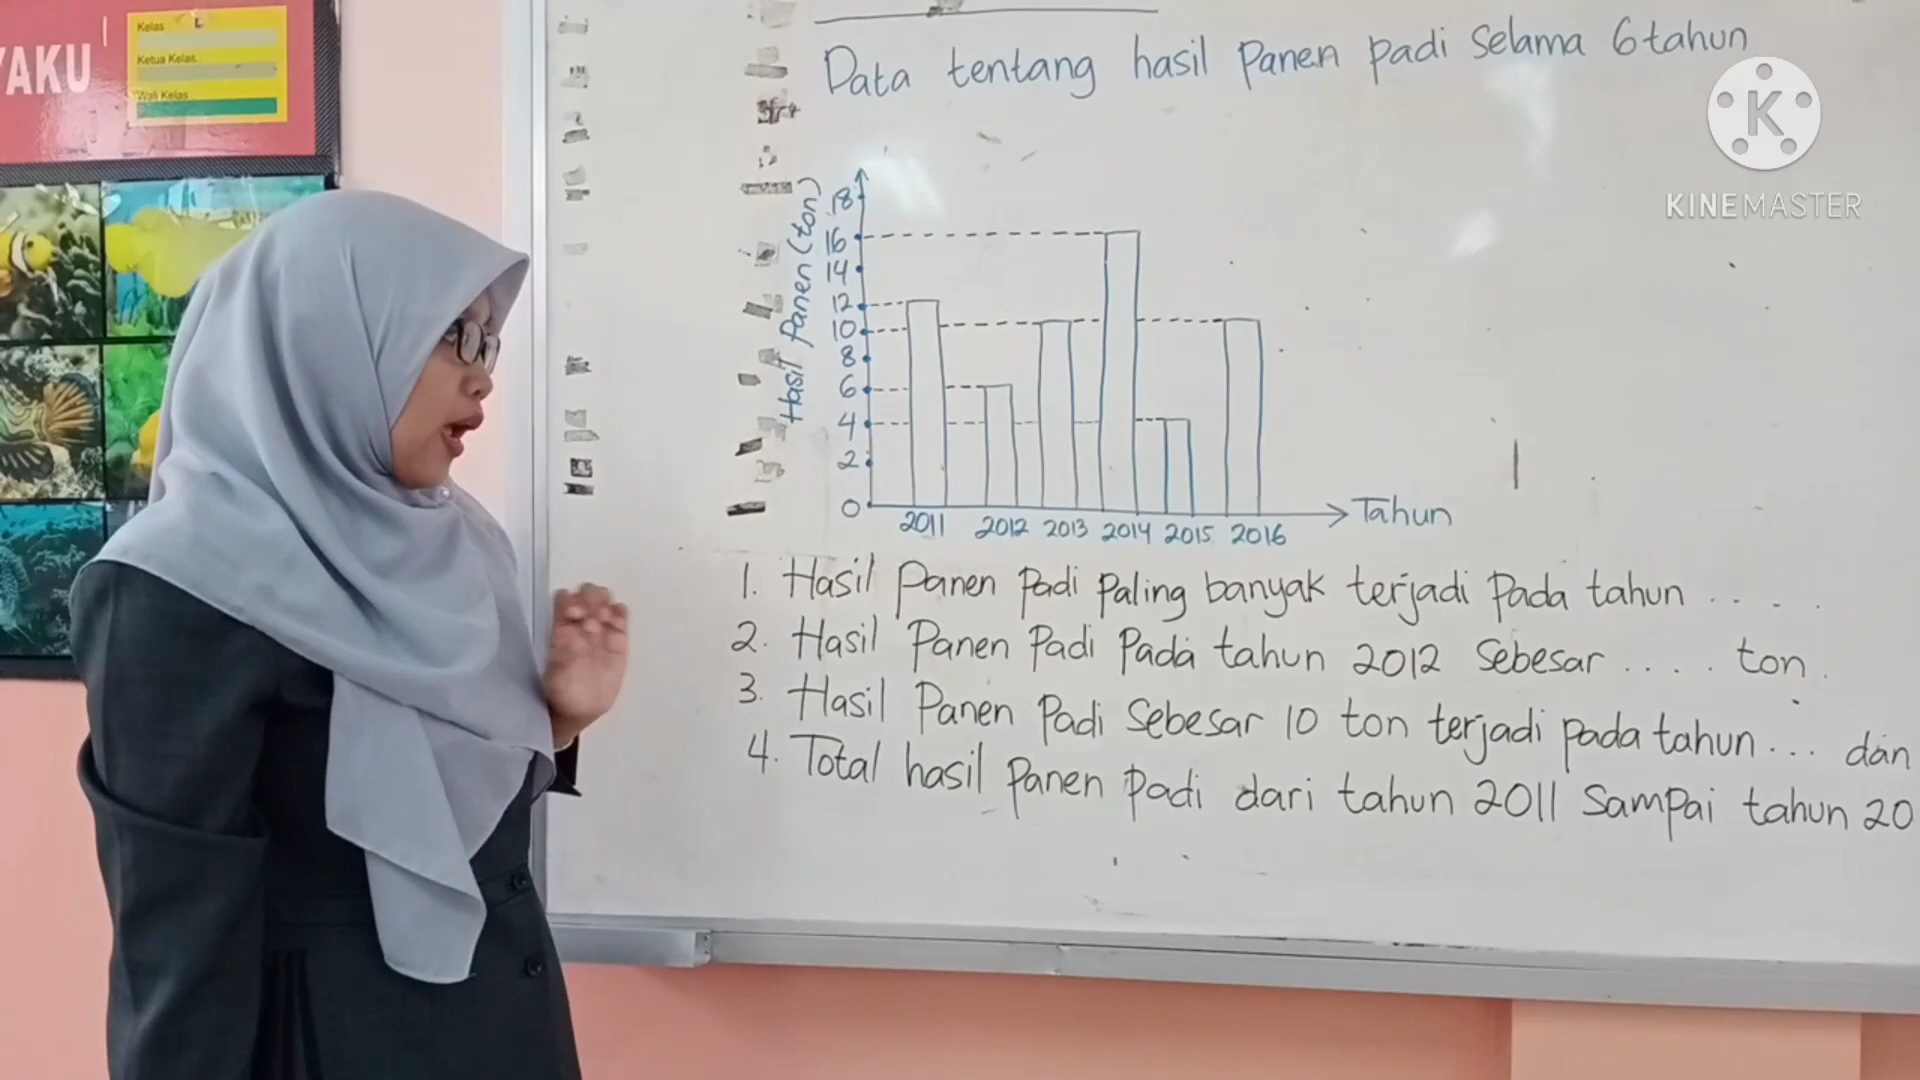 YAKU
Kelas
Ketua Kelas
Wali Kelas
Data tentang hasil panen padi selama 6 tahun
K
KINEMASTER
Hasil Panen (ton)
18
16
14
12
10
8
6
4
2
0
2011 2012 2013 2014 2015 2016
Tahun
1. Hasil panen padi paling banyak terjadi pada tahun . . . .
2. Hasil Panen Padi Pada tahun 2012 sebesar . . . . ton.
3. Hasil Panen Padi sebesar 10 ton terjadi pada tahun . . . dan
4. Total hasil panen padi dari tahun 2011 sampai tahun 20